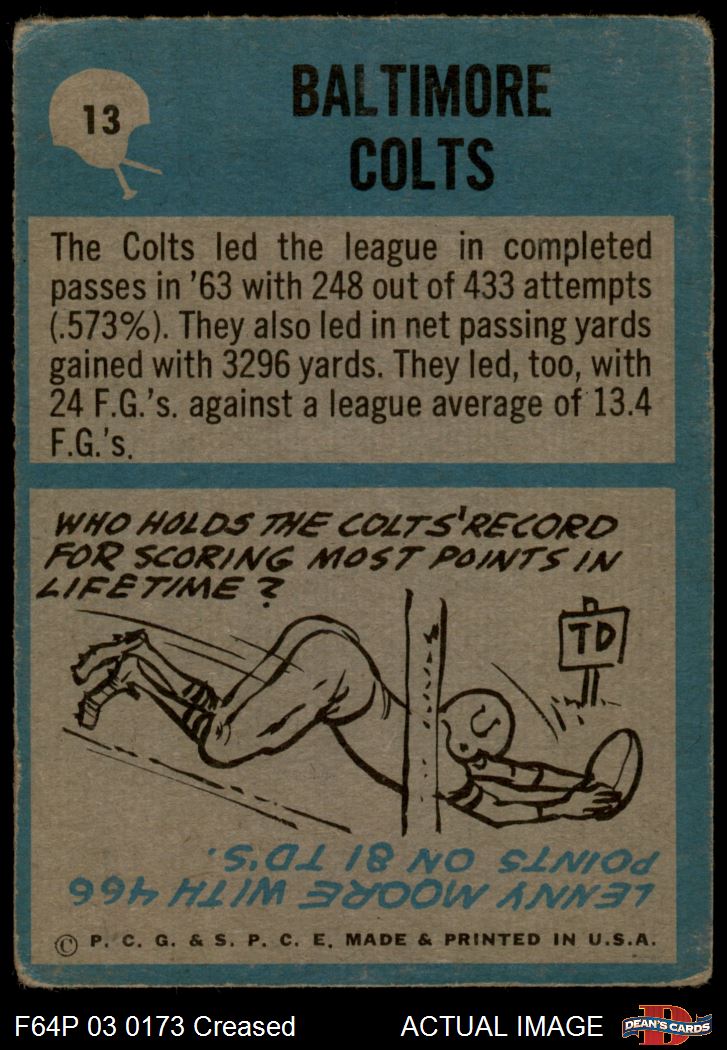 13
BALTIMORE
COLTS
The Colts led the league in completed
passes in '63 with 248 out of 433 attempts
(.573%). They also led in net passing yards
gained with 3296 yards. They led, too, with
24 F.G.'s. against a league average of 13.4
F.G.'s.
WHO HOLDS THE COLTS' RECORD
FOR SCORING MOST POINTS IN
LIFETIME?
TD
LENNY MOORE WITH 466
POINTS ON 81 TD'S.
© P. C. G. & S. P. C. E. MADE & PRINTED IN U.S.A.
F64P 03 0173 Creased ACTUAL IMAGE
D
DEAN'S CARDS